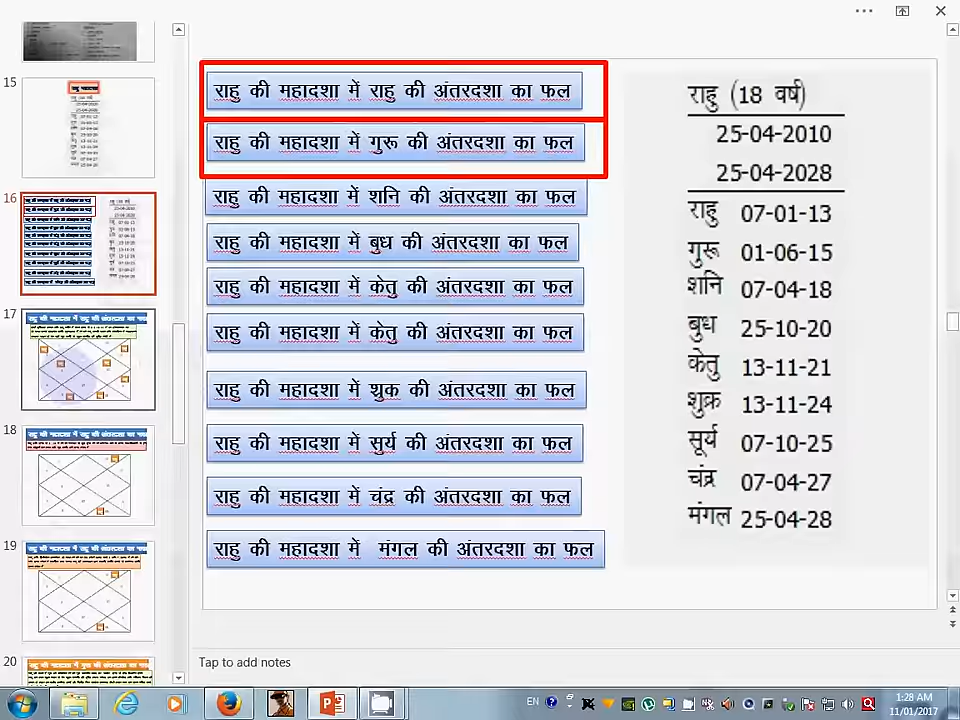 15
16
17
18
19
20
राहु की महादशा में राहु की अंतरदशा का फल
राहु की महादशा में गुरू की अंतरदशा का फल
राहु की महादशा में शनि की अंतरदशा का फल
राहु की महादशा में बुध की अंतरदशा का फल
राहु की महादशा में केतु की अंतरदशा का फल
राहु की महादशा में केतु की अंतरदशा का फल
राहु की महादशा में श्रुक की अंतरदशा का फल
राहु की महादशा में सुर्य की अंतरदशा का फल
राहु की महादशा में चंद्र की अंतरदशा का फल
राहु की महादशा में मंगल की अंतरदशा का फल
राहु (18 वर्ष)
25-04-2010
25-04-2028
राहु 07-01-13
गुरू 01-06-15
शनि 07-04-18
बुध 25-10-20
केतु 13-11-21
शुक्र 13-11-24
सूर्य 07-10-25
चंद्र 07-04-27
मंगल 25-04-28
Tap to add notes
EN
1:28 AM
11/01/2017